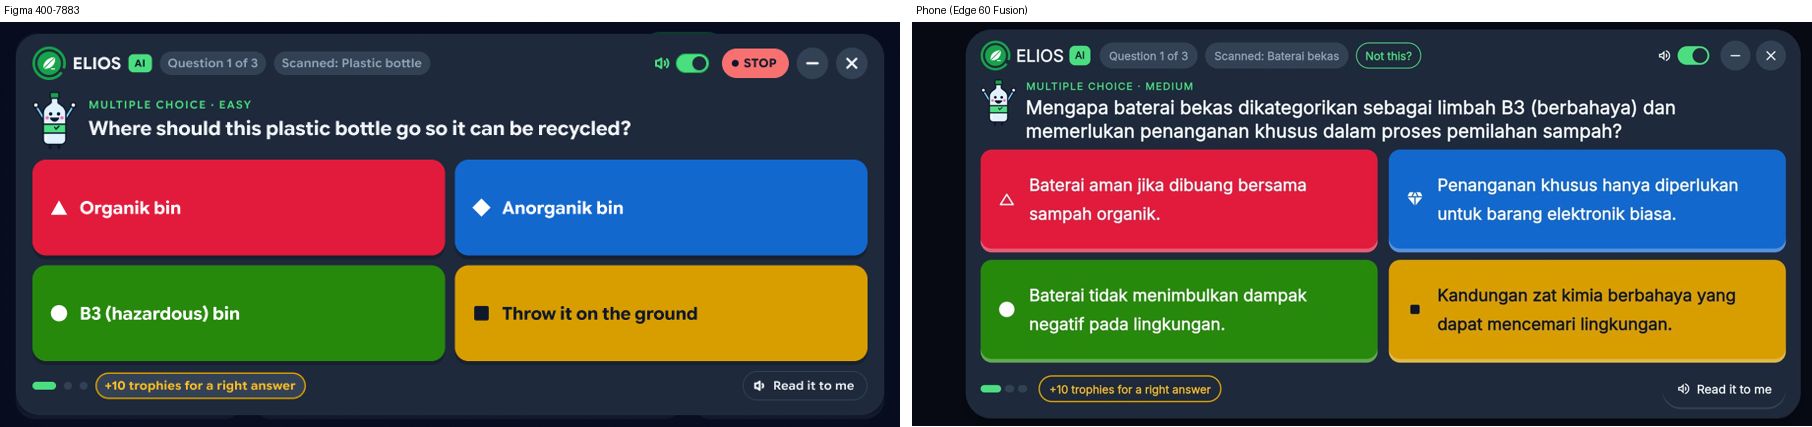 Figma 400-7883
ELIOS AI Question 1 of 3 Scanned: Plastic bottle STOP
MULTIPLE CHOICE · EASY
Where should this plastic bottle go so it can be recycled?
Organik bin
Anorganik bin
B3 (hazardous) bin
Throw it on the ground
+10 trophies for a right answer
Read it to me
Phone (Edge 60 Fusion)
ELIOS AI Question 1 of 3 Scanned: Baterai bekas Not this?
MULTIPLE CHOICE · MEDIUM
Mengapa baterai bekas dikategorikan sebagai limbah B3 (berbahaya) dan
memerlukan penanganan khusus dalam proses pemilahan sampah?
Baterai aman jika dibuang bersama
sampah organik.
Penanganan khusus hanya diperlukan
untuk barang elektronik biasa.
Baterai tidak menimbulkan dampak
negatif pada lingkungan.
Kandungan zat kimia berbahaya yang
dapat mencemari lingkungan.
+10 trophies for a right answer
Read it to me